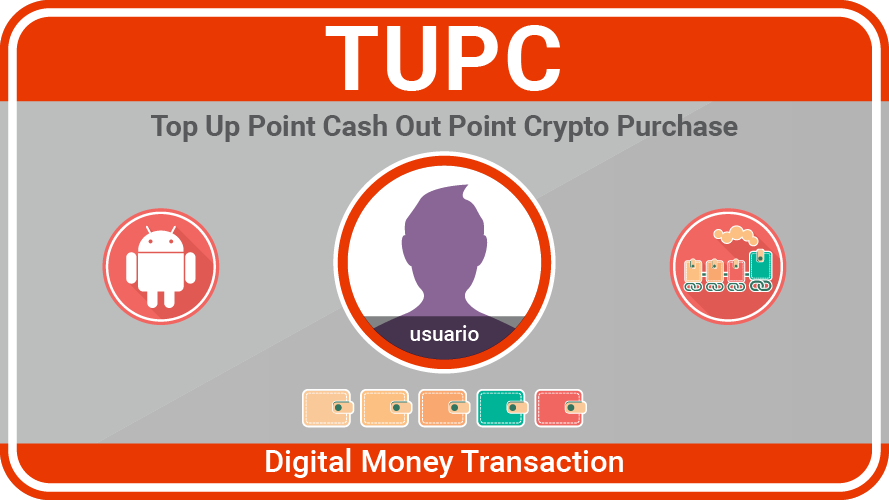 TUPC
Top Up Point Cash Out Point Crypto Purchase
usuario
Digital Money Transaction